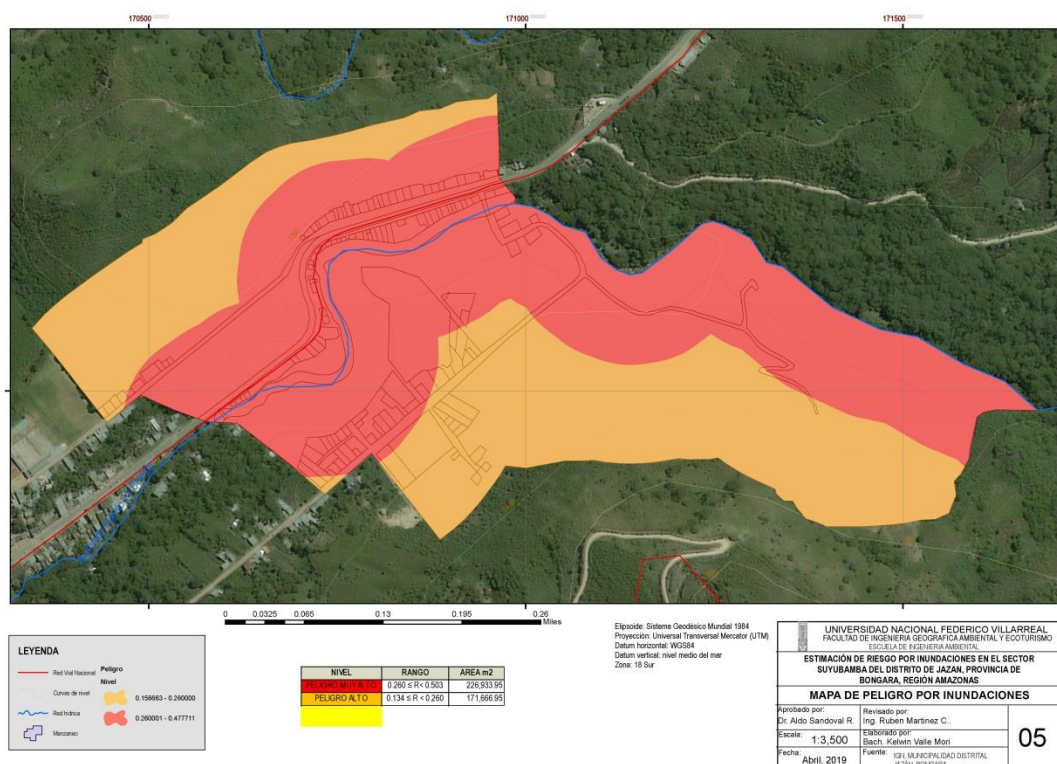 170500
171000
171500
0 0.0325 0.065 0.13 0.195 0.26
Miles
LEYENDA
Red Vial Nacional
Curvas de nivel
Red hidrica
Manzaneo
Peligro
Nivel
0.156663 - 0.260000
0.260001 - 0.477711
NIVEL RANGO AREA m2
PELIGRO MUY ALTO 0.260 ≤ R< 0.503 226,933.95
PELIGRO ALTO 0.134 ≤ R < 0.260 171,666.95
Elipsoide: Sistema Geodésico Mundial 1984
Proyección: Universal Transversal Mercator (UTM)
Datum horizontal: WGS84
Datum vertical: nivel medio del mar
Zona: 18 Sur
UNIVERSIDAD NACIONAL FEDERICO VILLARREAL
FACULTAD DE INGENIERIA GEOGRAFICA AMBIENTAL Y ECOTURISMO
ESCUELA DE INGENIERIA AMBIENTAL
ESTIMACIÓN DE RIESGO POR INUNDACIONES EN EL SECTOR
SUYUBAMBA DEL DISTRITO DE JAZAN, PROVINCIA DE
BONGARA, REGIÓN AMAZONAS
MAPA DE PELIGRO POR INUNDACIONES
Aprobado por:
Dr. Aldo Sandoval R.
Revisado por:
Ing. Ruben Martinez C..
Escala: 1:3,500
Elaborado por:
Bach. Kelwin Valle Mori
Fecha:
Abril, 2019
Fuente: IGN, MUNICIPALIDAD DISTRITAL
JAZÁN, BONGARA
05